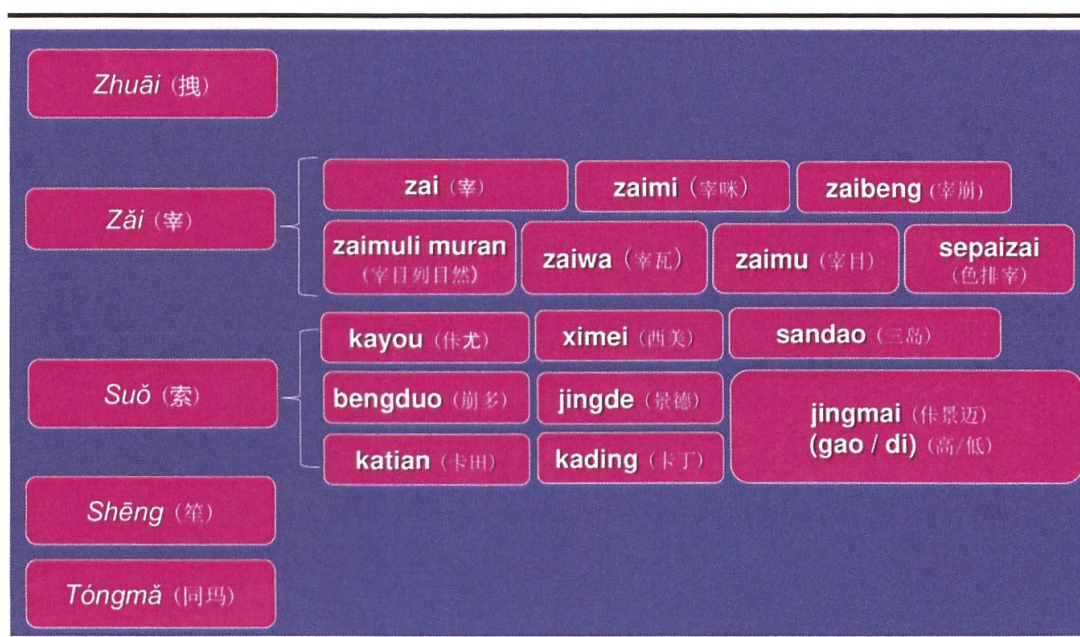 Zhuāi (拽)
zai (宰)
zaimi (宰咪)
zaibeng (宰崩)
Zǎi (宰)
zaimuli muran
(宰目列目然)
zaiwa (宰瓦)
zaimu (宰目)
sepaizai
(色排宰)
kayou (佧尤)
ximei (西美)
sandao (三岛)
Suǒ (索)
bengduo (崩多)
jingde (景德)
jingmai (佧景迈)
(gao / di) (高/低)
katian (卡田)
kading (卡丁)
Shēng (笙)
Tóngmǎ (同玛)